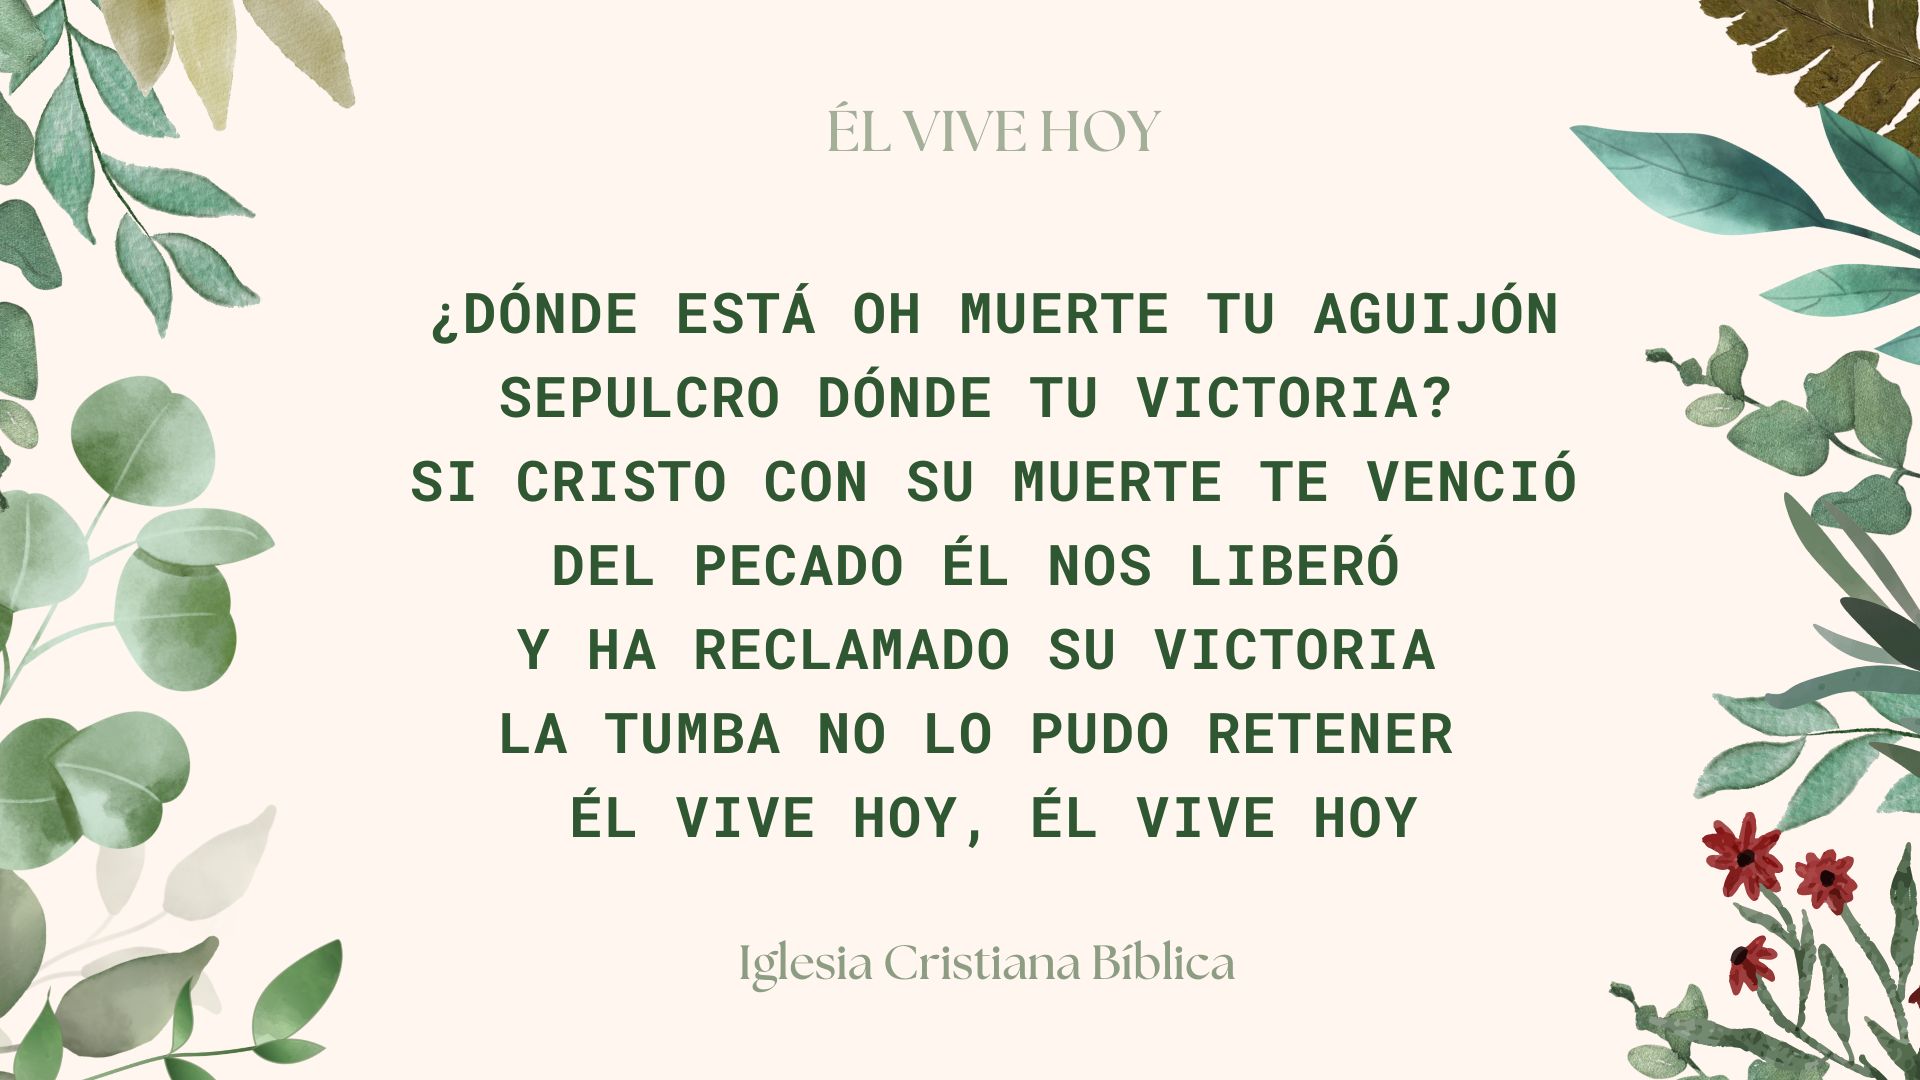 ÉL VIVE HOY
¿DÓNDE ESTÁ OH MUERTE TU AGUIJÓN
SEPULCRO DÓNDE TU VICTORIA?
SI CRISTO CON SU MUERTE TE VENCIÓ
DEL PECADO ÉL NOS LIBERÓ
Y HA RECLAMADO SU VICTORIA
LA TUMBA NO LO PUDO RETENER
ÉL VIVE HOY, ÉL VIVE HOY
Iglesia Cristiana Bíblica